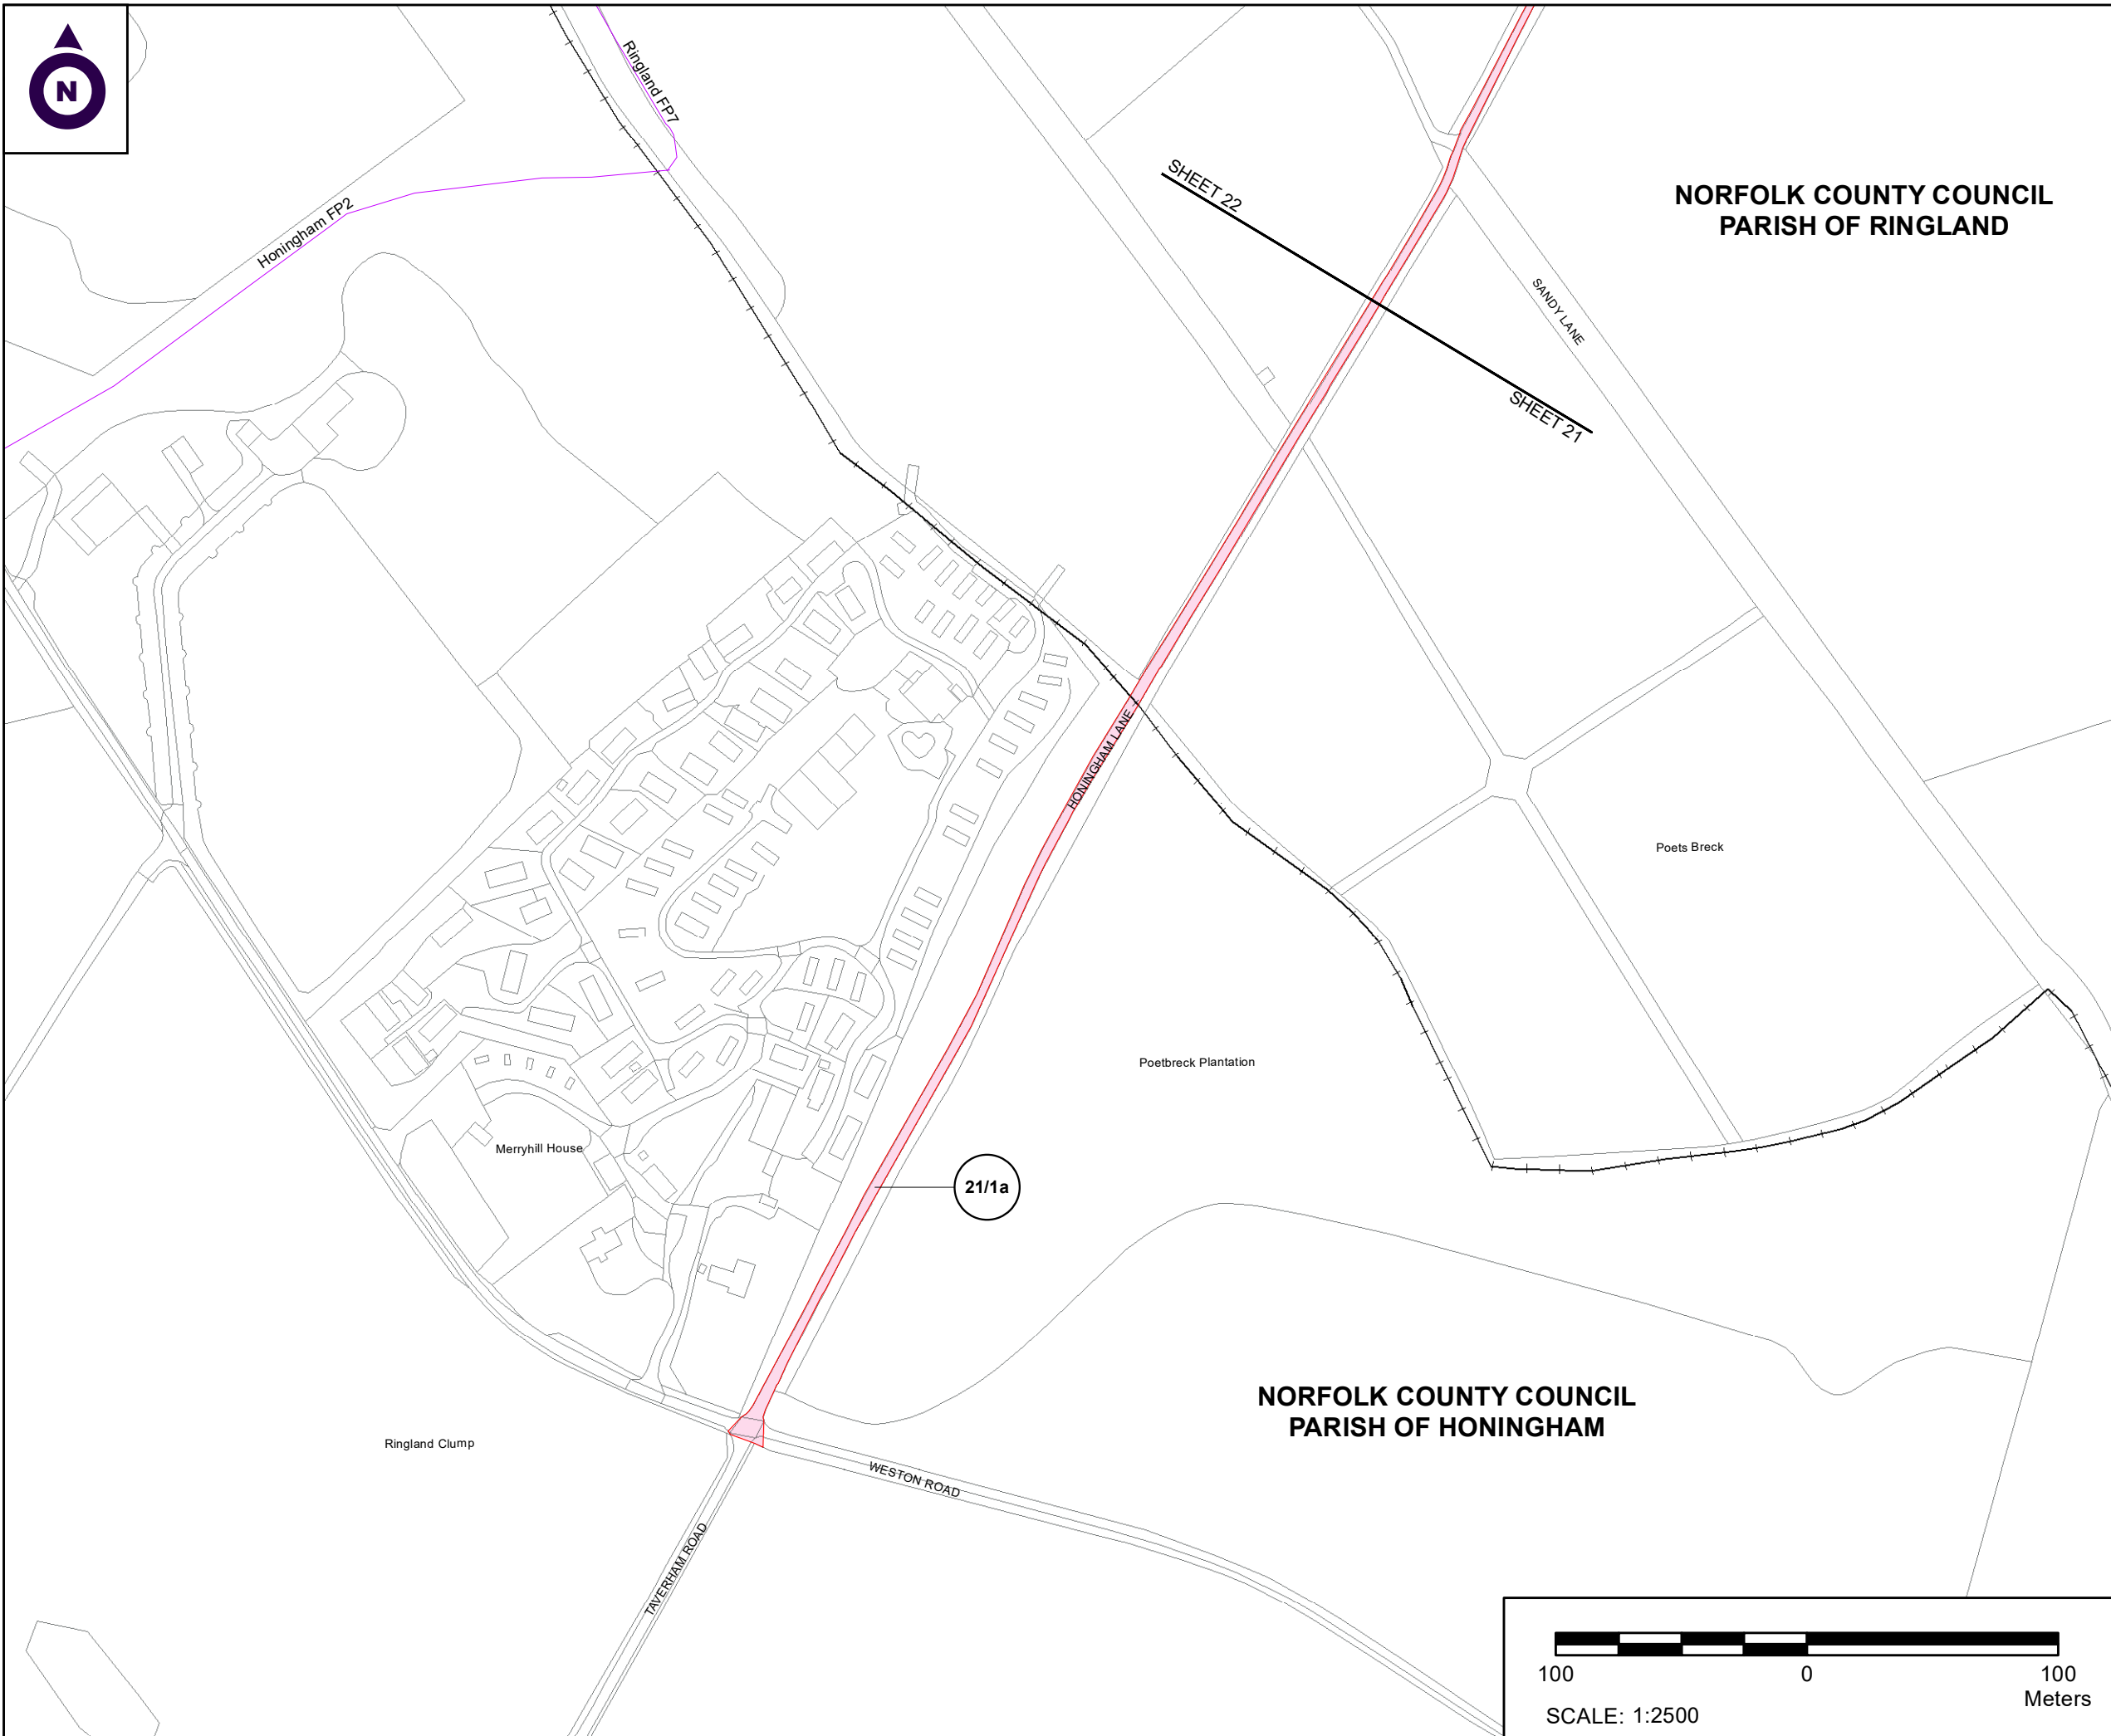 N
Ringland FP7
Honingham FP2
SHEET 22
SHEET 21
NORFOLK COUNTY COUNCIL
PARISH OF RINGLAND
SANDY LANE
HONINGHAM LANE
Poets Breck
Poetbreck Plantation
Merryhill House
21/1a
NORFOLK COUNTY COUNCIL
PARISH OF HONINGHAM
Ringland Clump
WESTON ROAD
TAVERHAM ROAD
100 0 100
Meters
SCALE: 1:2500